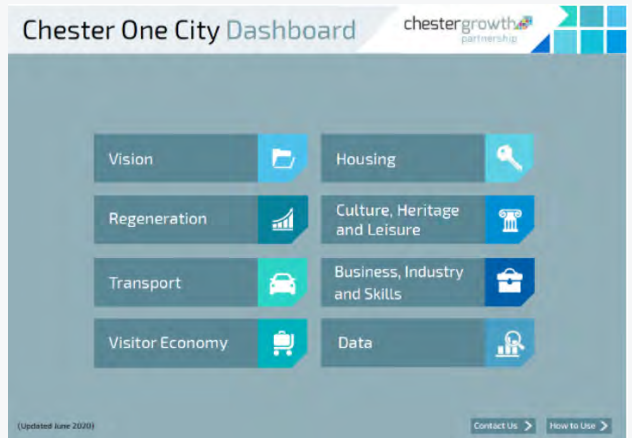 Chester One City Dashboard
chestergrowth
partnership
Vision
Housing
Regeneration
Culture, Heritage
and Leisure
Transport
Business, Industry
and Skills
Visitor Economy
Data
(Updated June 2020)
Contact Us
How to Use